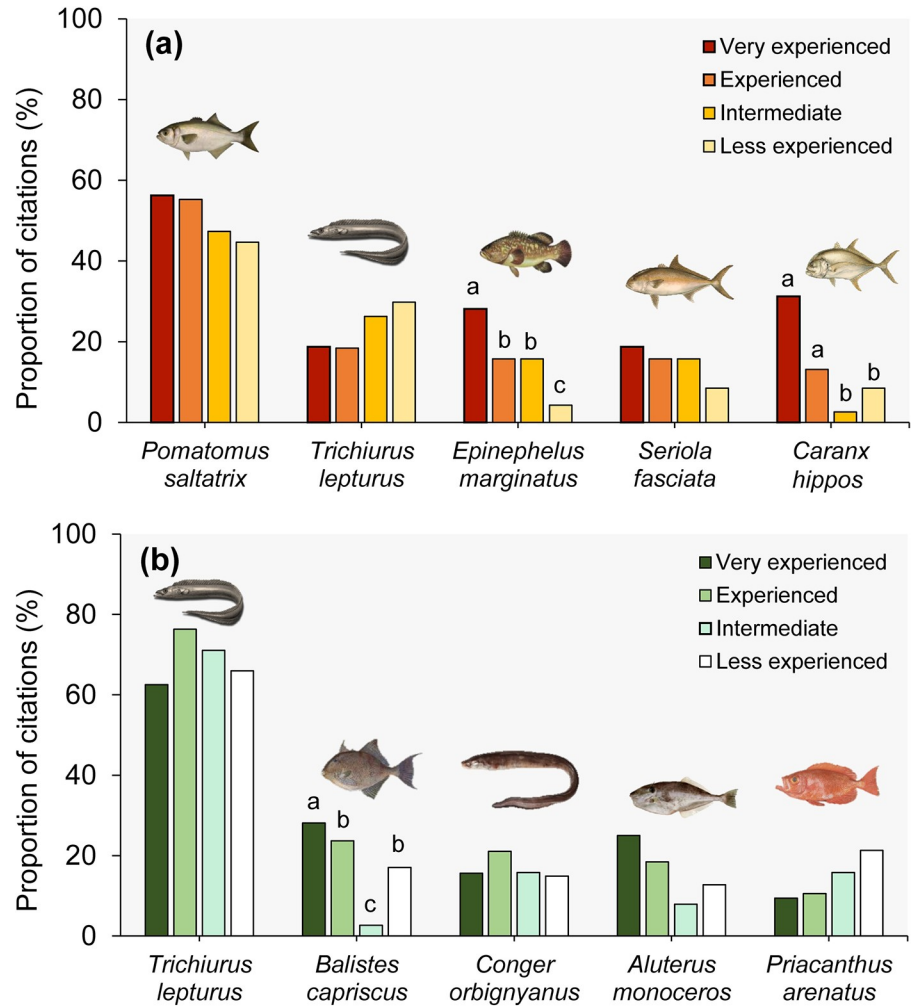 100
80
60
40
20
0
Proportion of citations (%)
(a)
Very experienced
Experienced
Intermediate
Less experienced
a
b b
c
a
a
b
b
Pomatomus
saltatrix
Trichiurus
lepturus
Epinephelus
marginatus
Seriola
fasciata
Caranx
hippos
100
80
60
40
20
0
Proportion of citations (%)
(b)
Very experienced
Experienced
Intermediate
Less experienced
a
b
c
b
Trichiurus
lepturus
Balistes
capriscus
Conger
orbignyanus
Aluterus
monoceros
Priacanthus
arenatus